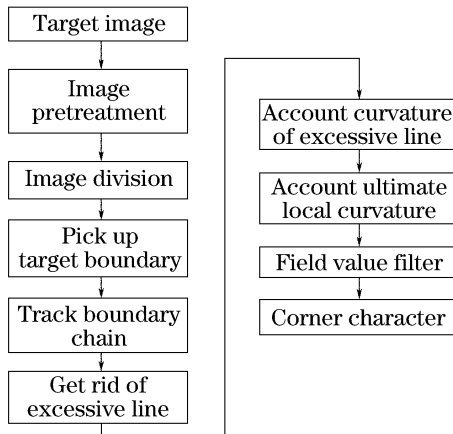 Target image
Image
pretreatment
Image division
Pick up
target boundary
Track boundary
chain
Get rid of
excessive line
Account curvature
of excessive line
Account ultimate
local curvature
Field value filter
Corner character